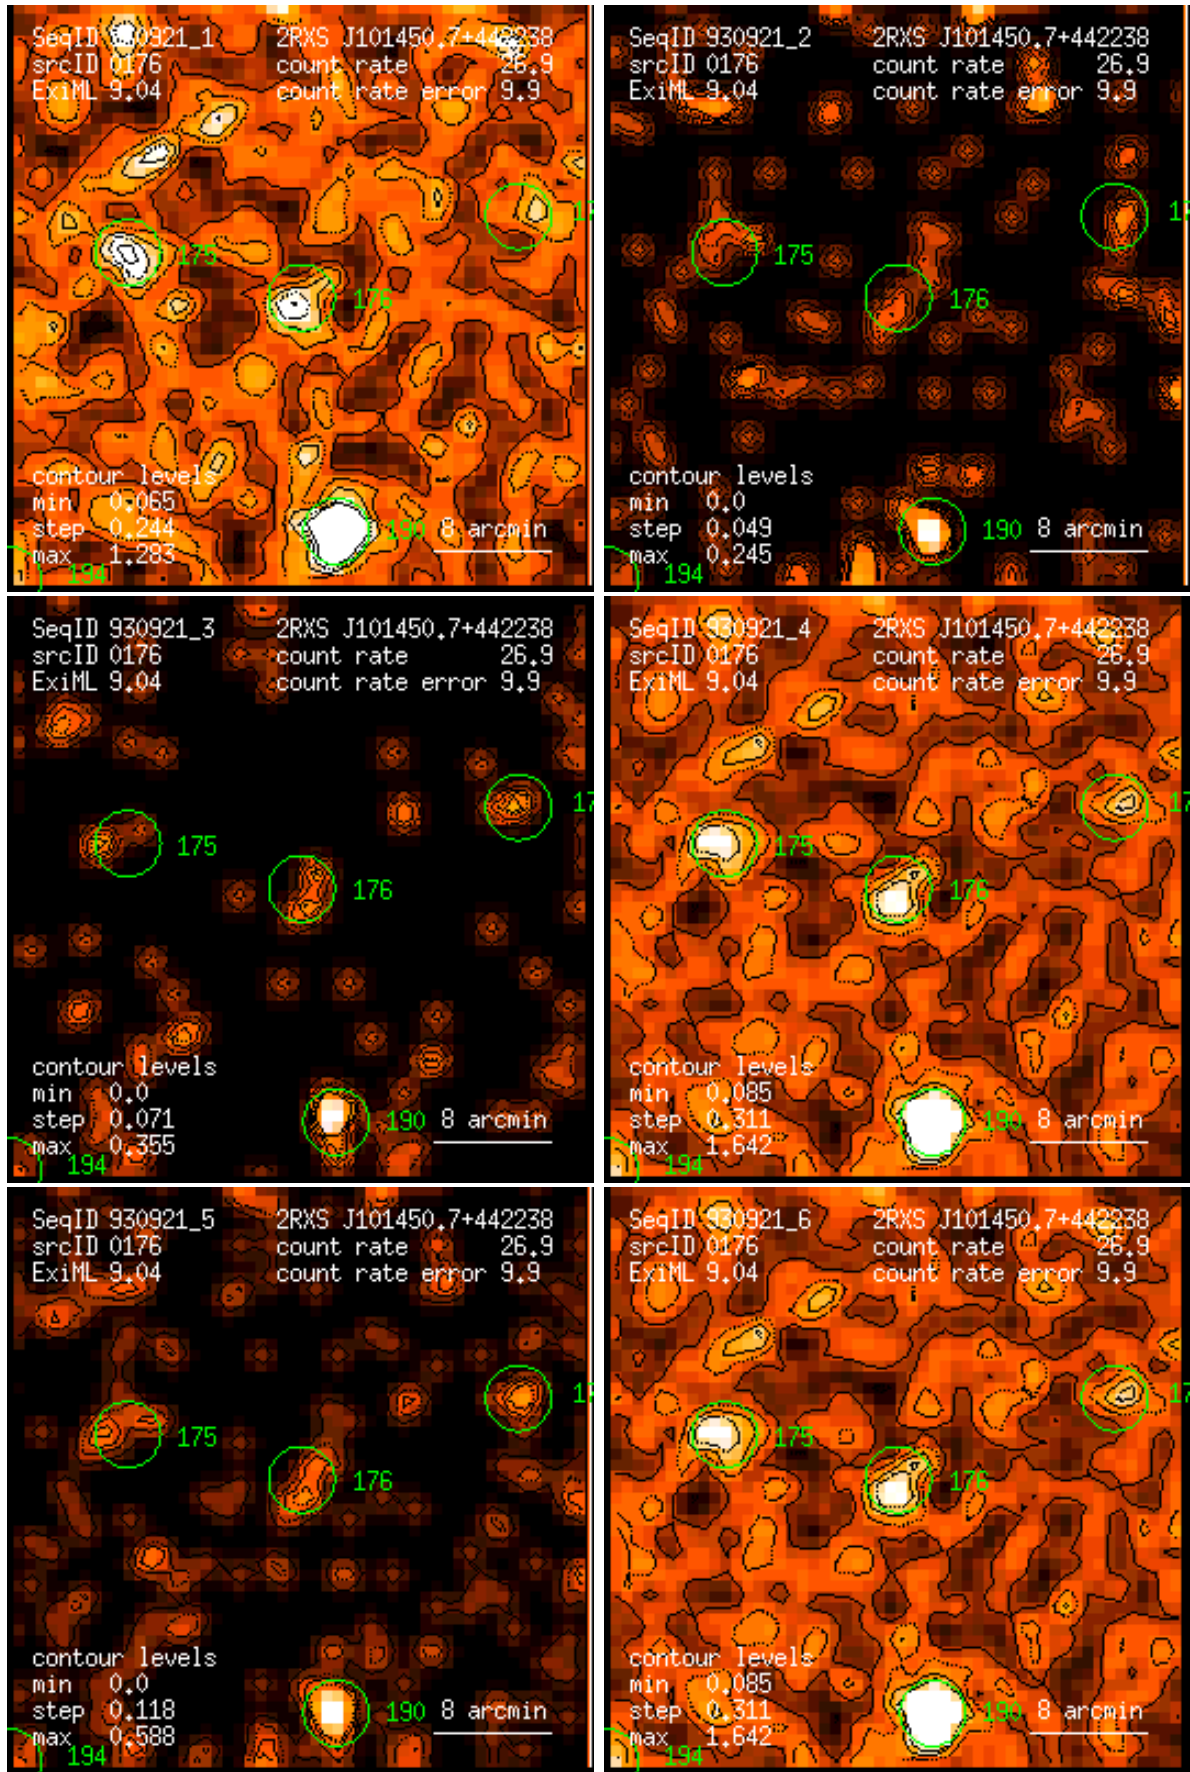 SeqID 930921_1 2RXS J101450.7+442238
srcID 0176 count rate 26.9
ExiML 9.04 count rate error 9.9
175
176
contour levels
min 0.065
step 0.244 190 8 arcmin
max 1.283
194
SeqID 930921_2 2RXS J101450.7+442238
srcID 0176 count rate 26.9
ExiML 9.04 count rate error 9.9
175
176
contour levels
min 0.0
step 0.049 190 8 arcmin
max 0.245
194
SeqID 930921_3 2RXS J101450.7+442238
srcID 0176 count rate 26.9
ExiML 9.04 count rate error 9.9
17
175
176
contour levels
min 0.0
step 0.071 190 8 arcmin
max 0.355
194
SeqID 930921_4 2RXS J101450.7+442238
srcID 0176 count rate 26.9
ExiML 9.04 count rate error 9.9
17
175
176
contour levels
min 0.085
step 0.311 190 8 arcmin
max 1.642
194
SeqID 930921_5 2RXS J101450.7+442238
srcID 0176 count rate 26.9
ExiML 9.04 count rate error 9.9
17
175
176
contour levels
min 0.0
step 0.118 190 8 arcmin
max 0.588
194
SeqID 930921_6 2RXS J101450.7+442238
srcID 0176 count rate 26.9
ExiML 9.04 count rate error 9.9
17
175
176
contour levels
min 0.085
step 0.311 190 8 arcmin
max 1.642
194